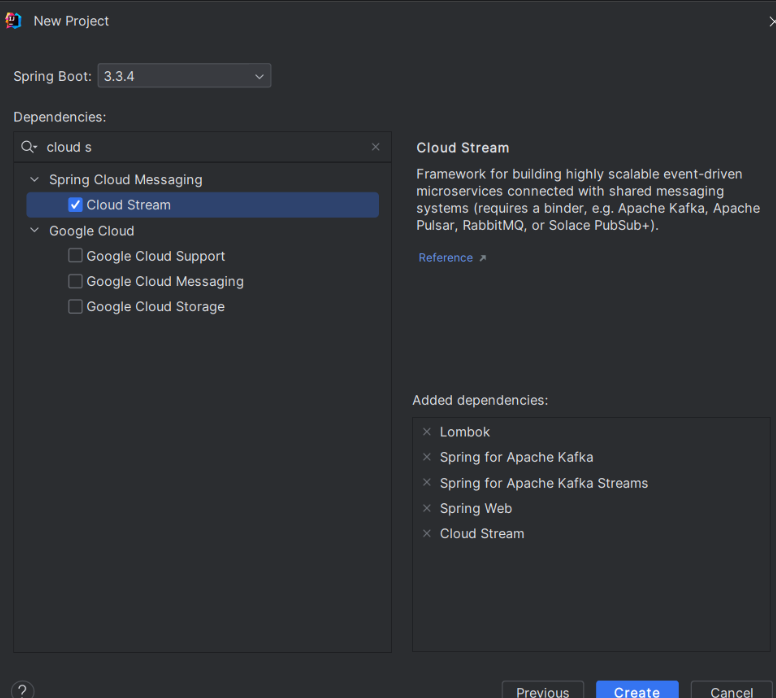 New Project
Spring Boot: 3.3.4
Dependencies:
cloud s
Spring Cloud Messaging
Cloud Stream
Google Cloud
Google Cloud Support
Google Cloud Messaging
Google Cloud Storage
Cloud Stream
Framework for building highly scalable event-driven
microservices connected with shared messaging
systems (requires a binder, e.g. Apache Kafka, Apache
Pulsar, RabbitMQ, or Solace PubSub+).
Reference
Added dependencies:
Lombok
Spring for Apache Kafka
Spring for Apache Kafka Streams
Spring Web
Cloud Stream
?
Previous
Create
Cancel